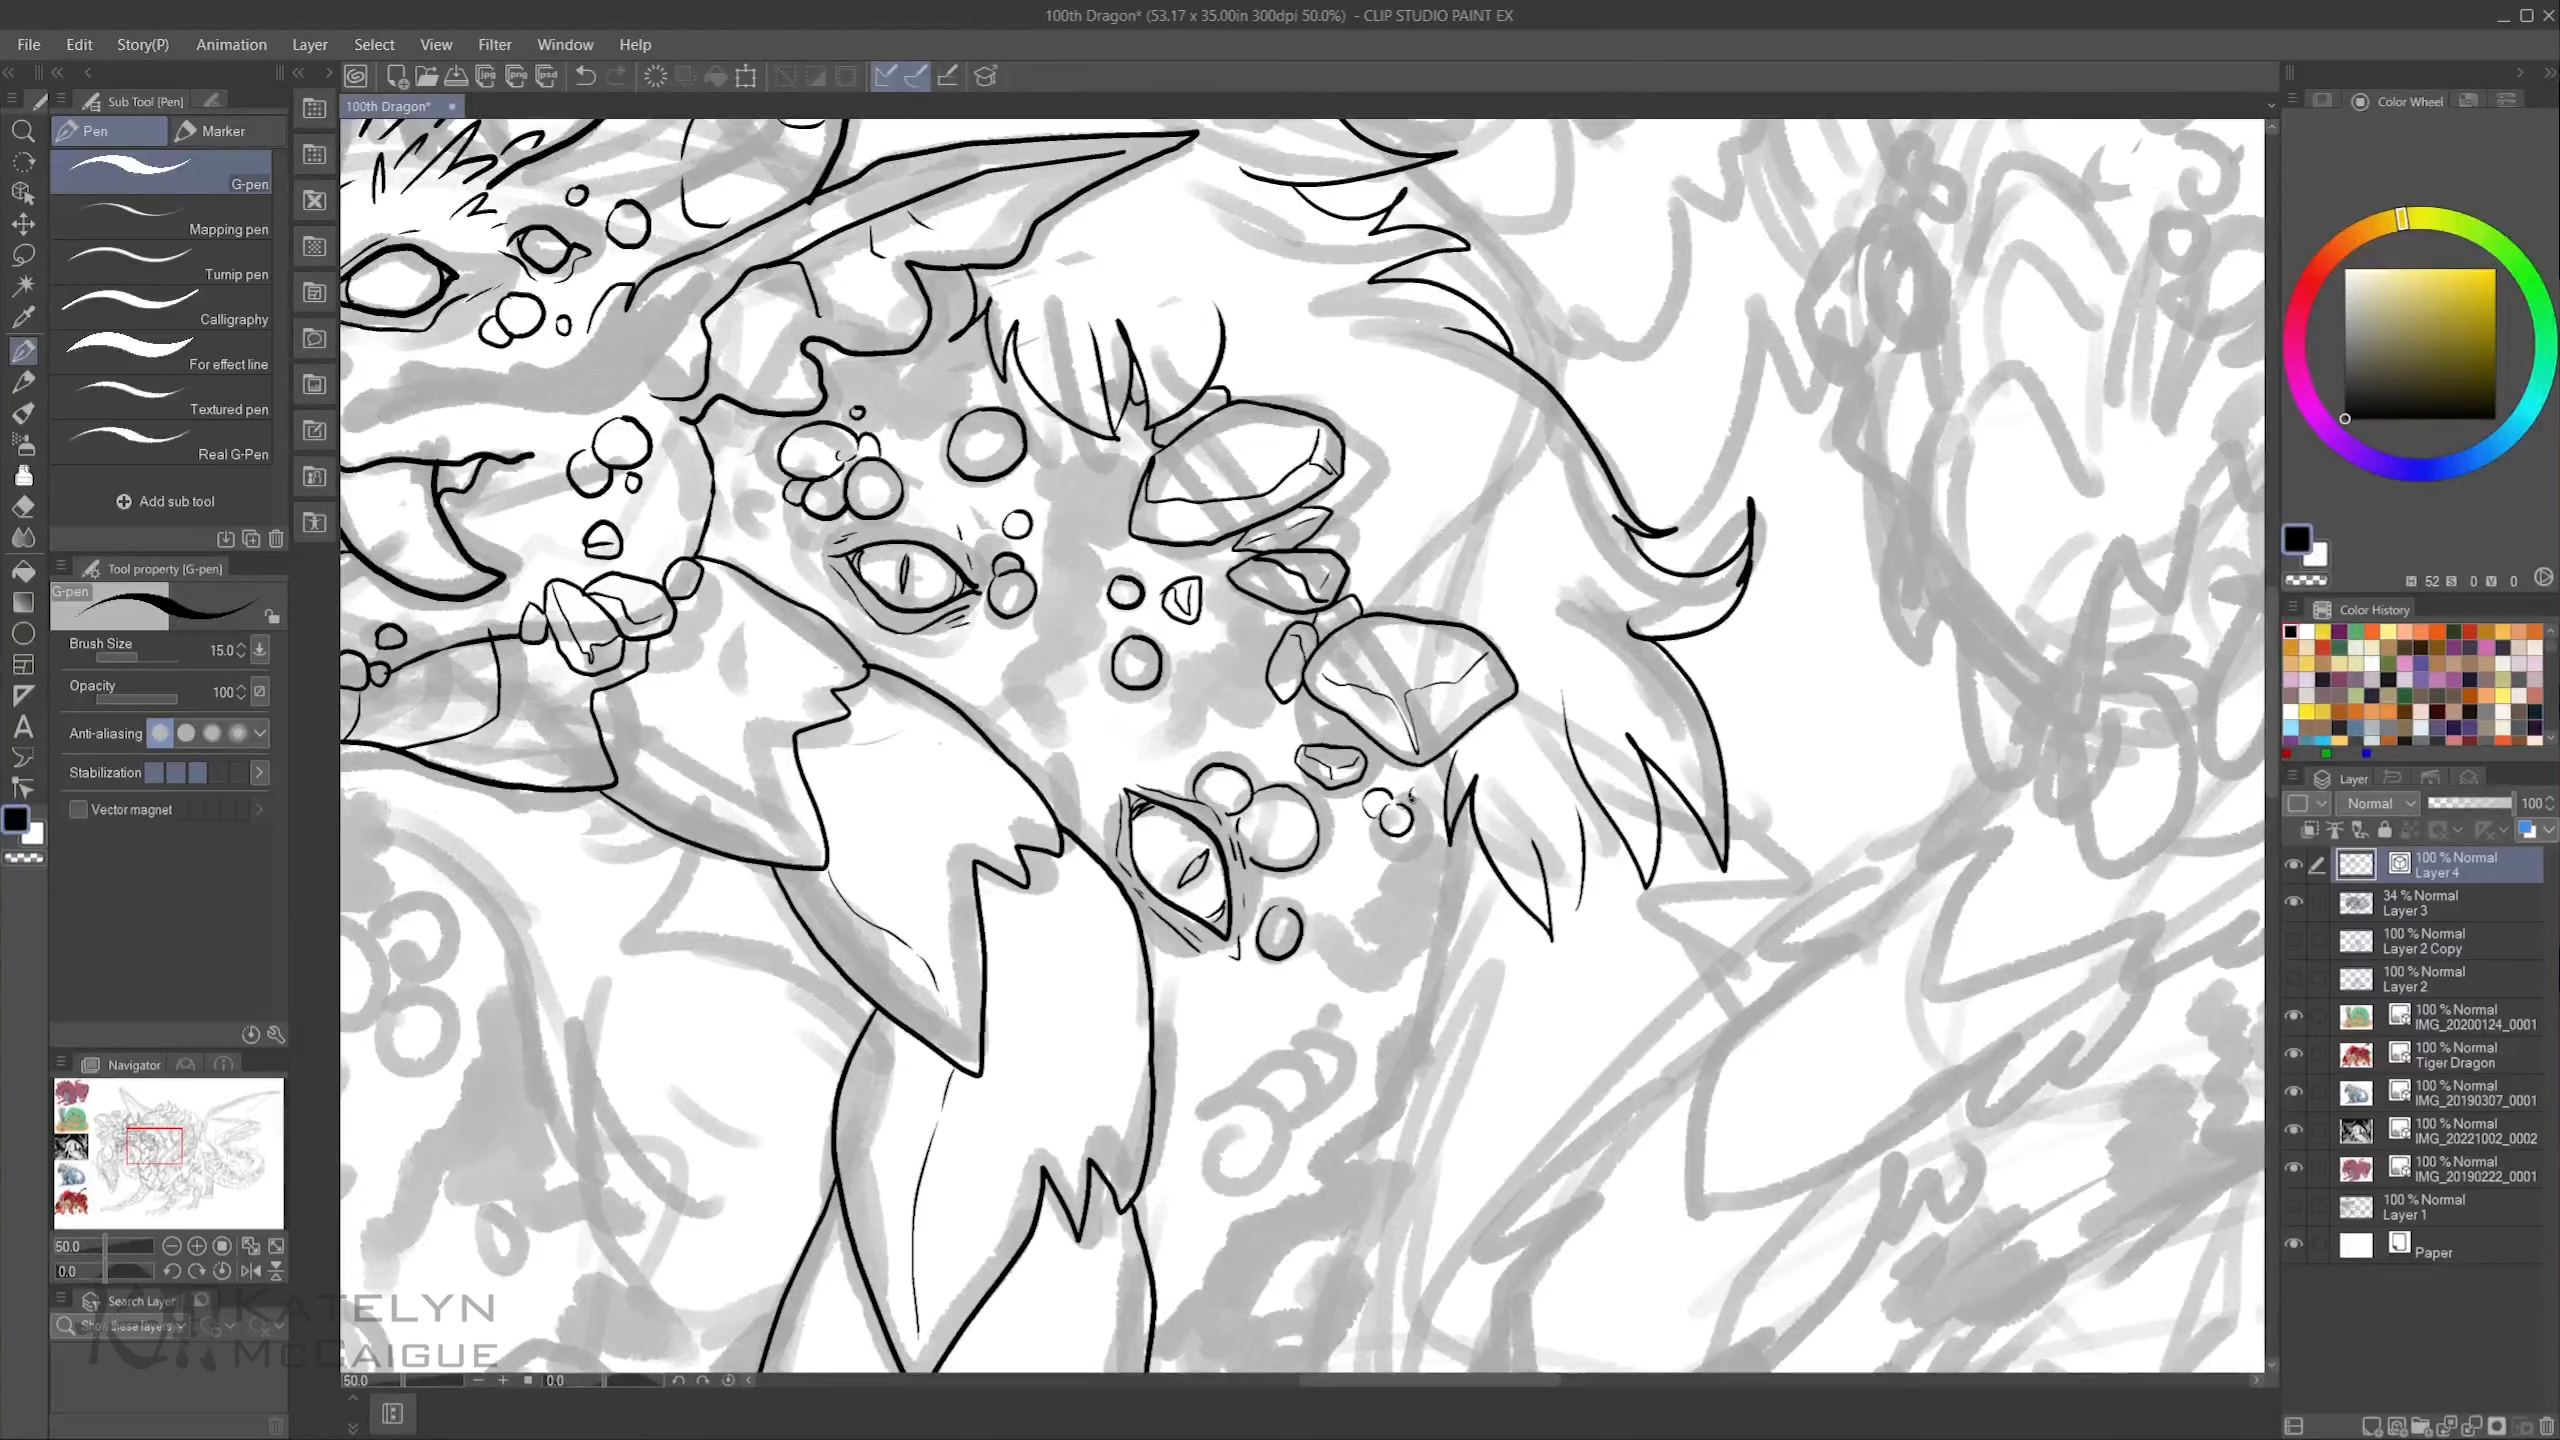 100th Dragon* (53.17 x 35.00in 300dpi 50.0%) - CLIP STUDIO PAINT EX
File Edit Story(P) Animation Layer Select View Filter Window Help
jpg png psd
Sub Tool [Pen]
100th Dragon*
Color Wheel
Pen Marker
G-pen
Mapping pen
Turnip pen
Calligraphy
For effect line
Textured pen
Real G-Pen
Add sub tool
Tool property [G-pen]
G-pen
Brush Size 15.0
Opacity 100
Anti-aliasing
Stabilization
Vector magnet
H 52 S 0 V 0
Color History
Layer
Normal 100
100 % Normal
Layer 4
34 % Normal
Layer 3
100 % Normal
Layer 2 Copy
100 % Normal
Layer 2
100 % Normal
IMG_20200124_0001
100 % Normal
Tiger Dragon
100 % Normal
IMG_20190307_0001
100 % Normal
IMG_20221002_0002
100 % Normal
IMG_20190222_0001
100 % Normal
Layer 1
Paper
Navigator
50.0
0.0
Search Layer
Show these layers
KATELYN
MCCAIGUE
50.0 0.0